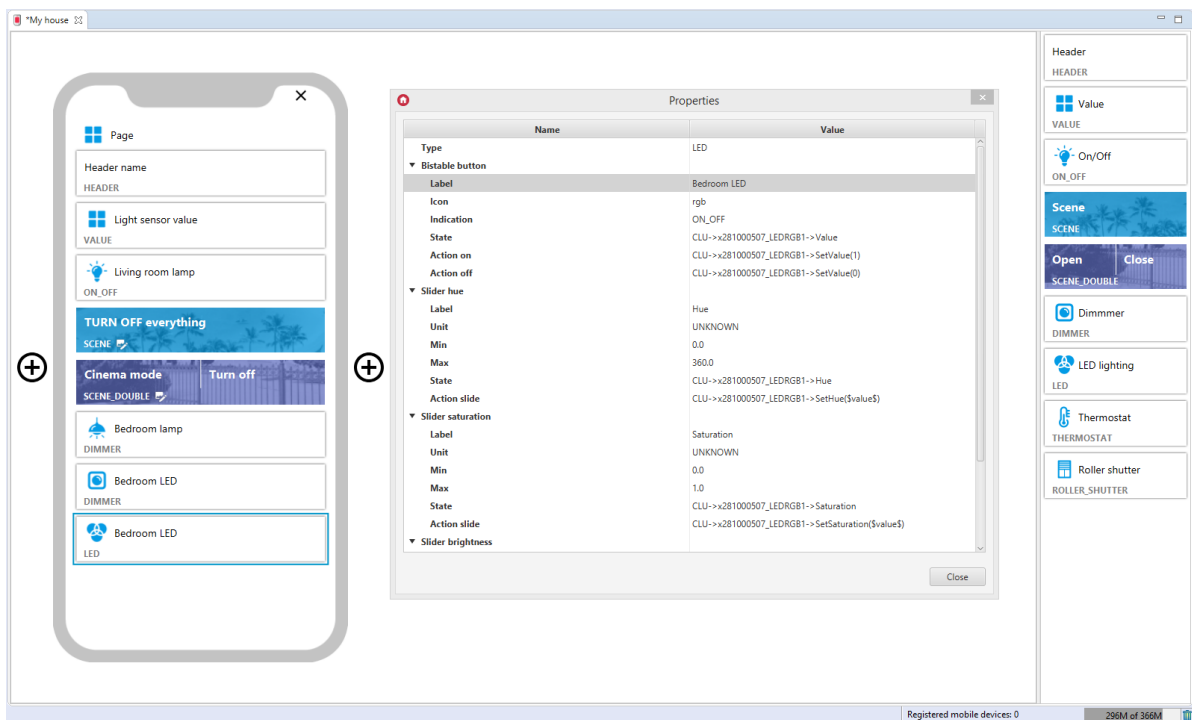 *My house
Page
Header name
HEADER
Light sensor value
VALUE
Living room lamp
ON_OFF
TURN OFF everything
SCENE
Cinema mode Turn off
SCENE_DOUBLE
Bedroom lamp
DIMMER
Bedroom LED
DIMMER
Bedroom LED
LED
Properties
Name Value
Type LED
Bistable button
Label Bedroom LED
Icon rgb
Indication ON_OFF
State CLU->x281000507_LEDRGB1->Value
Action on CLU->x281000507_LEDRGB1->SetValue(1)
Action off CLU->x281000507_LEDRGB1->SetValue(0)
Slider hue
Label Hue
Unit UNKNOWN
Min 0.0
Max 360.0
State CLU->x281000507_LEDRGB1->Hue
Action slide CLU->x281000507_LEDRGB1->SetHue($value$)
Slider saturation
Label Saturation
Unit UNKNOWN
Min 0.0
Max 1.0
State CLU->x281000507_LEDRGB1->Saturation
Action slide CLU->x281000507_LEDRGB1->SetSaturation($value$)
Slider brightness
Close
Header
HEADER
Value
VALUE
On/Off
ON_OFF
Scene
SCENE
Open Close
SCENE_DOUBLE
Dimmmer
DIMMER
LED lighting
LED
Thermostat
THERMOSTAT
Roller shutter
ROLLER_SHUTTER
Registered mobile devices: 0
296M of 366M